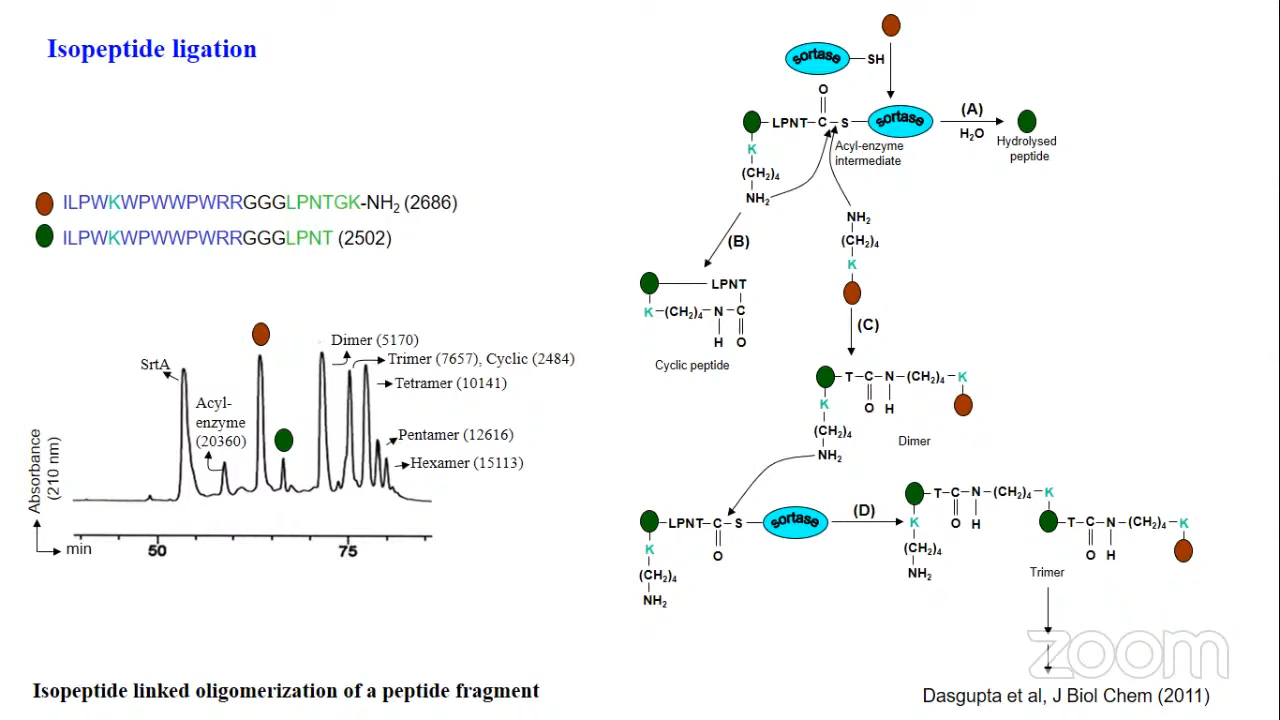 Isopeptide ligation
ILPWKWPWWPWRRGGGLPNTGK-NH2 (2686)
ILPWKWPWWPWRRGGGLPNT (2502)
SrtA
Acyl-
enzyme
(20360)
Dimer (5170)
Trimer (7657), Cyclic (2484)
Tetramer (10141)
Pentamer (12616)
Hexamer (15113)
Absorbance
(210 nm)
min
50
75
Isopeptide linked oligomerization of a peptide fragment
sortase
SH
O
LPNT
C
S
sortase
(A)
H2O
Hydrolysed
peptide
Acyl-enzyme
intermediate
K
(CH2)4
NH2
NH2
(CH2)4
K
(B)
(C)
LPNT
K
(CH2)4
N
C
H
O
Cyclic peptide
T
C
N
(CH2)4
K
O
H
K
(CH2)4
NH2
Dimer
LPNT
C
S
sortase
O
K
(CH2)4
NH2
(D)
T
C
N
(CH2)4
K
O
H
K
(CH2)4
NH2
T
C
N
(CH2)4
K
O
H
Trimer
zoom
Dasgupta et al, J Biol Chem (2011)